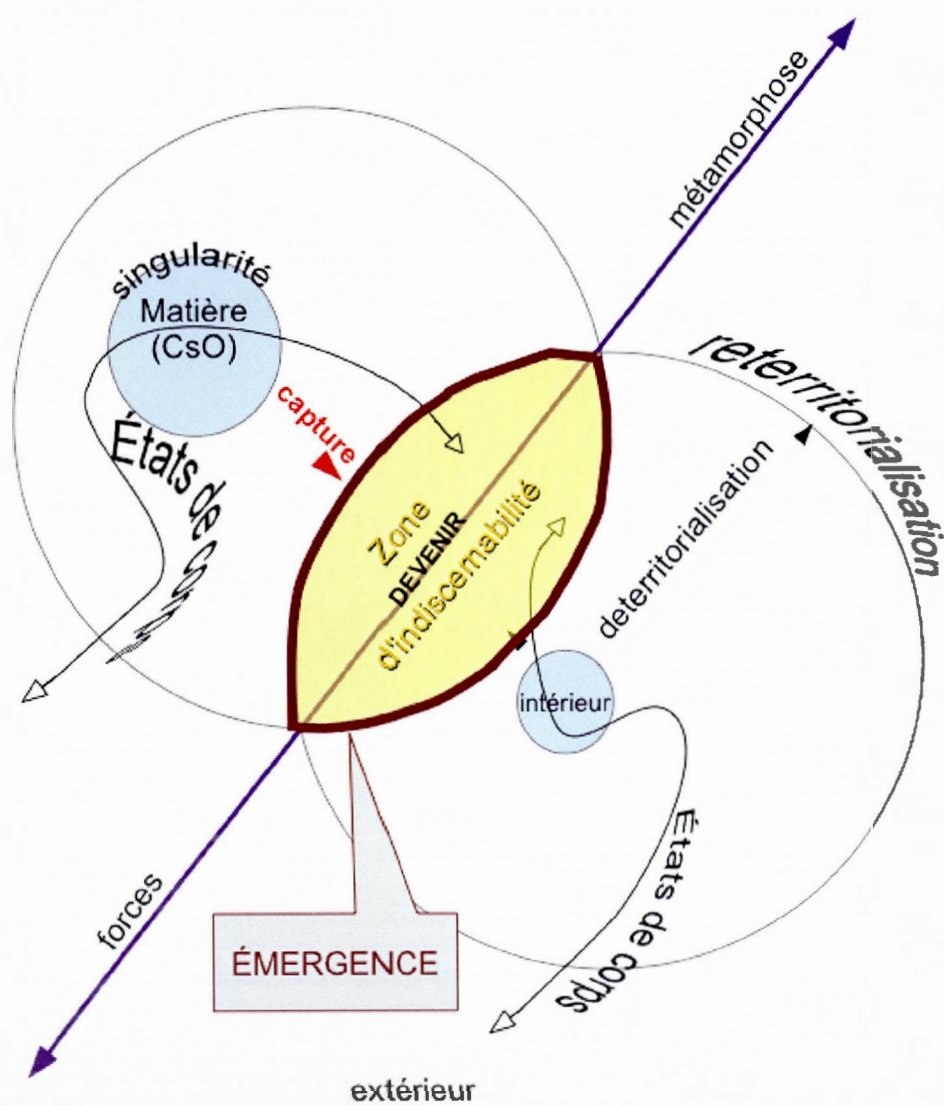 métamorphose
singularité
Matière
(CsO)
capture
reterritorialisation
États de corps
Zone
DEVENIR
d'indiscernabilité
deterritorialisation
intérieur
États de corps
forces
ÉMERGENCE
extérieur